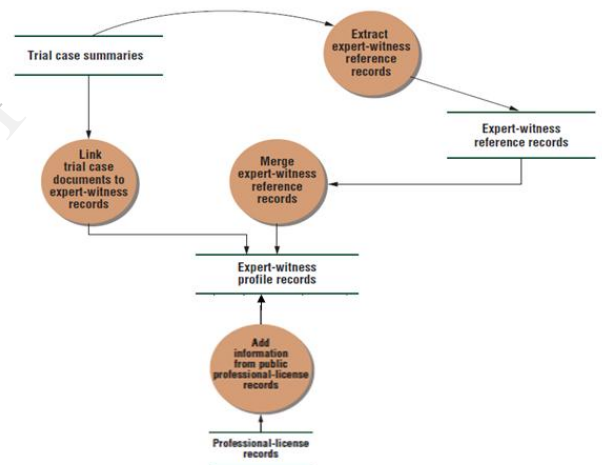 Extract
expert-witness
reference
records
Trial case summaries
Expert-witness
reference records
Link
trial case
documents to
expert-witness
records
Merge
expert-witness
reference
records
Expert-witness
profile records
Add
information
from public
professional-license
records
Professional-license
records